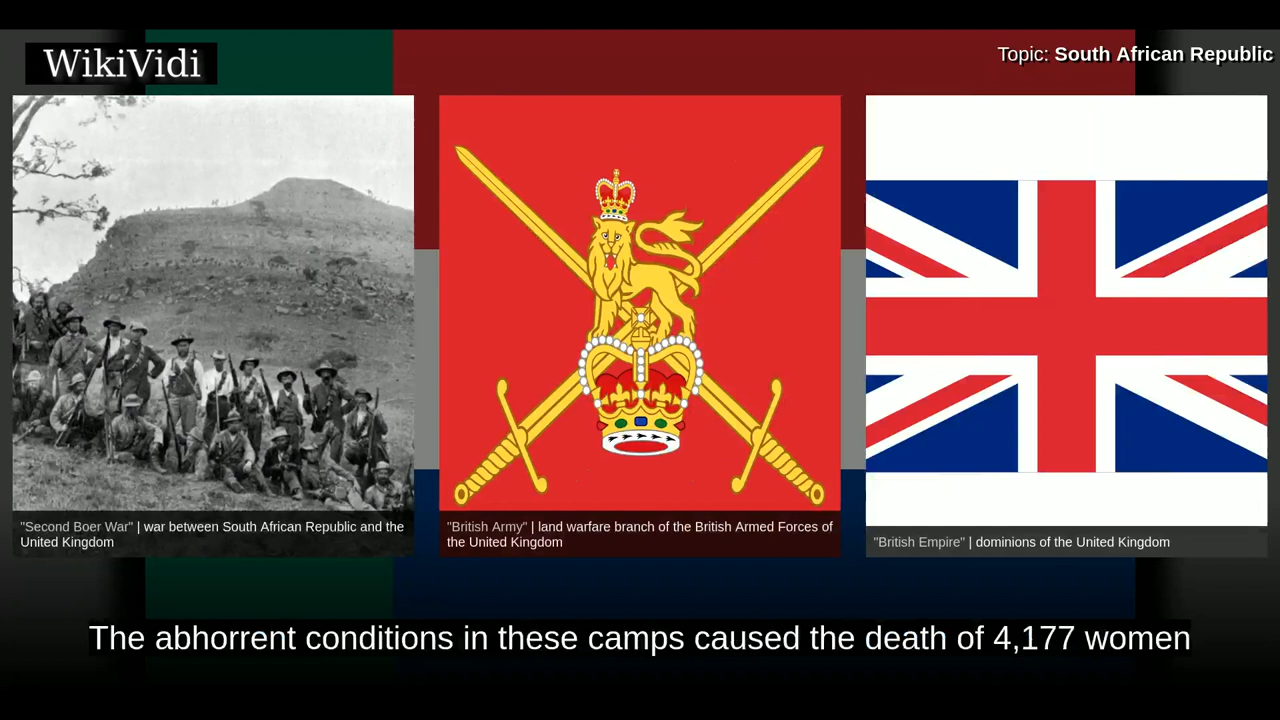 WikiVidi
Topic: South African Republic
"Second Boer War" | war between South African Republic and the
United Kingdom
"British Army" | land warfare branch of the British Armed Forces of
the United Kingdom
"British Empire" | dominions of the United Kingdom
The abhorrent conditions in these camps caused the death of 4,177 women